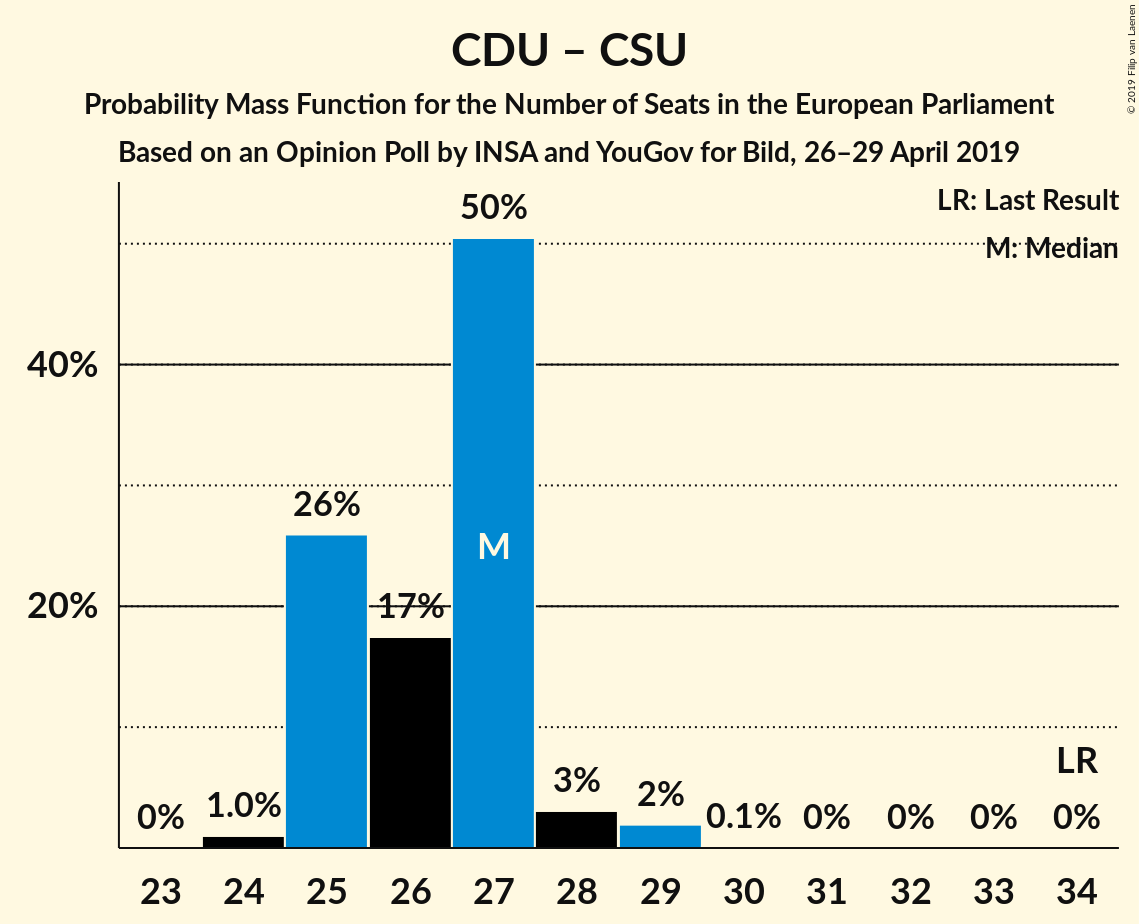 CDU – CSU
Probability Mass Function for the Number of Seats in the European Parliament
Based on an Opinion Poll by INSA and YouGov for Bild, 26–29 April 2019
© 2019 Filip van Laenen
LR: Last Result
M: Median
50%
40%
26%
M
20%
17%
LR
0% 1.0% 3% 2% 0.1% 0% 0% 0% 0%
23 24 25 26 27 28 29 30 31 32 33 34